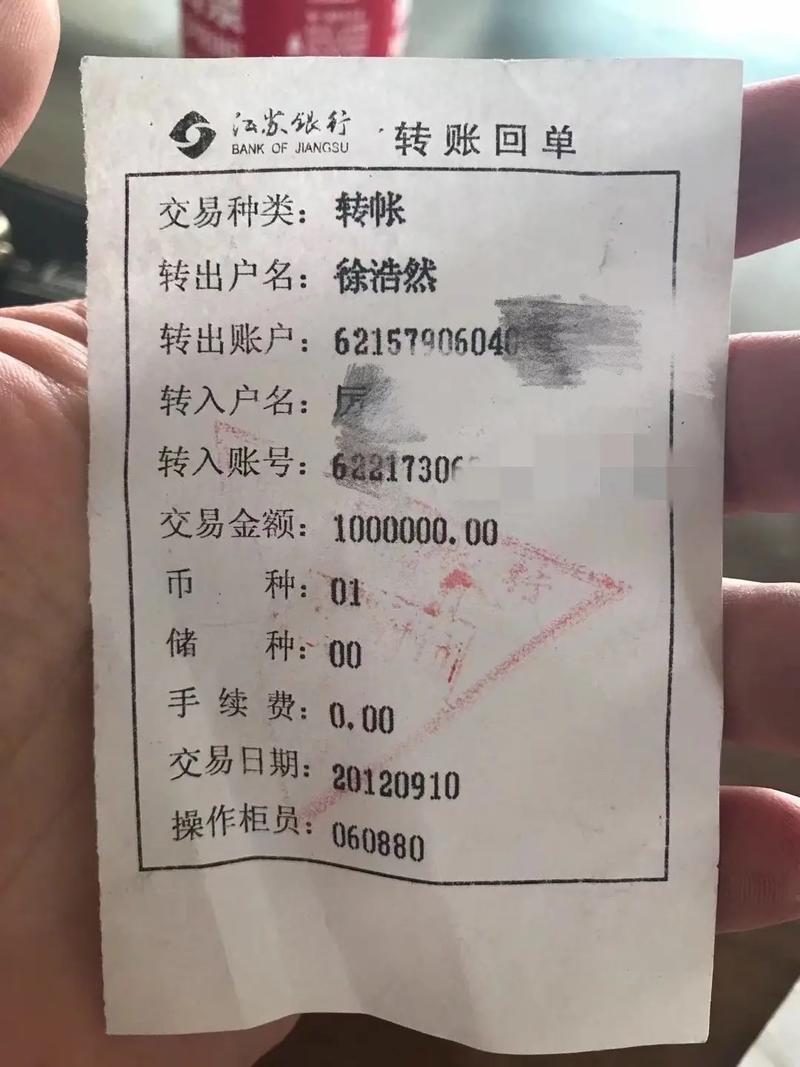 江苏银行
BANK OF JIANGSU
转账回单
交易种类：转帐
转出户名：徐浩然
转出账户：62157906040
转入户名：厉
转入账号：62217306
交易金额：1000000.00
币 种：01
储 种：00
手续费：0.00
交易日期：20120910
操作柜员：060880